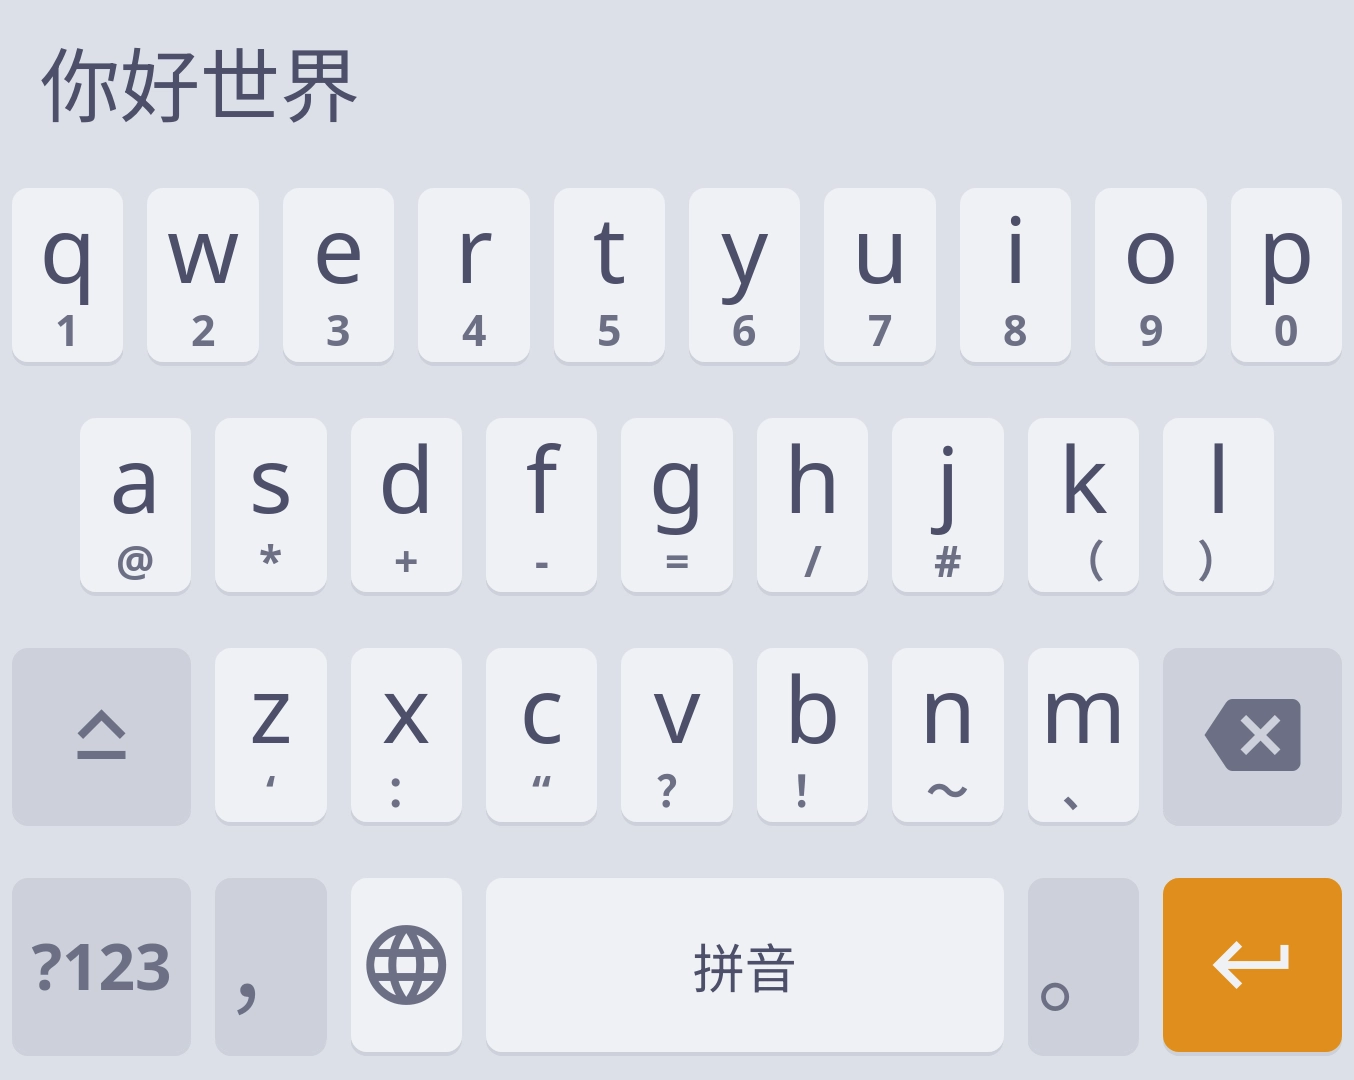 你好世界
q w e r t y u i o p
1 2 3 4 5 6 7 8 9 0
a s d f g h j k l
@ * + - = / # （ ）
z x c v b n m
‘ ： “ ？ ！ ～ 、
?123 ， 拼音 。